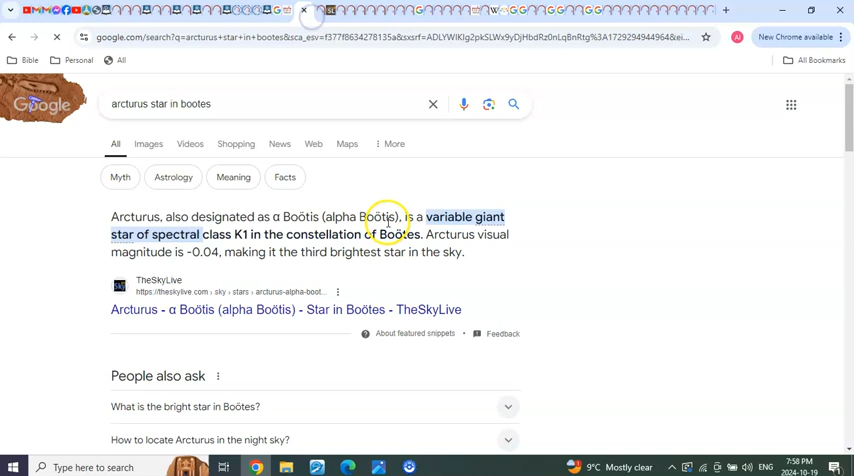 google.com/search?q=arcturus+star+in+bootes&sca_esv=f377f8634278135a&sxsrf=ADLYWIKIg2pkSLWx9yDjHbdRz0nLqBnRtg%3A1729294944964&ei...
New Chrome available
Bible
Personal
All
All Bookmarks
Google
arcturus star in bootes
All
Images
Videos
Shopping
News
Web
Maps
More
Myth
Astrology
Meaning
Facts
Arcturus, also designated as α Boötis (alpha Boötis), is a variable giant
star of spectral class K1 in the constellation of Boötes. Arcturus visual
magnitude is -0.04, making it the third brightest star in the sky.
TheSkyLive
https://theskylive.com › sky › stars › arcturus-alpha-boot...
Arcturus - α Boötis (alpha Boötis) - Star in Boötes - TheSkyLive
About featured snippets
Feedback
People also ask
What is the bright star in Boötes?
How to locate Arcturus in the night sky?
Type here to search
9°C Mostly clear
ENG
7:58 PM
2024-10-19